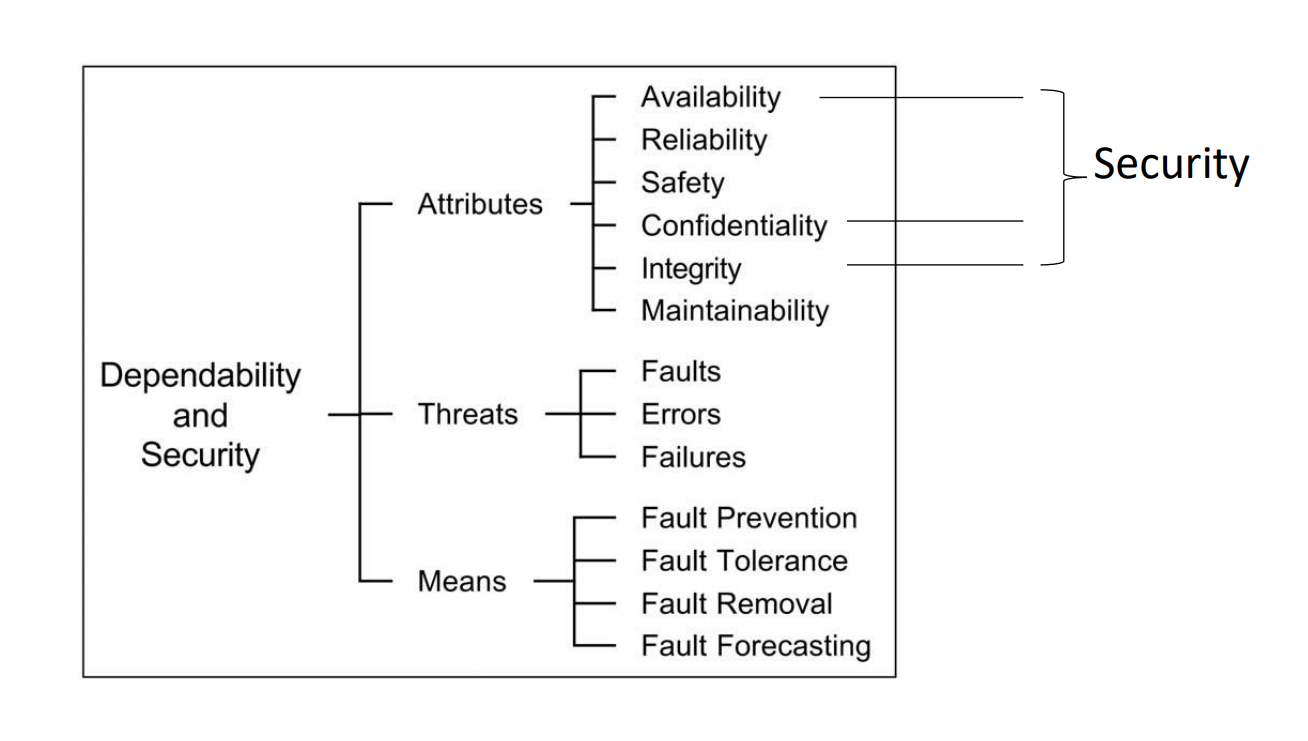 Availability
Reliability
Safety
Confidentiality
Integrity
Maintainability
Security
Attributes
Dependability
and
Security
Threats
Faults
Errors
Failures
Means
Fault Prevention
Fault Tolerance
Fault Removal
Fault Forecasting